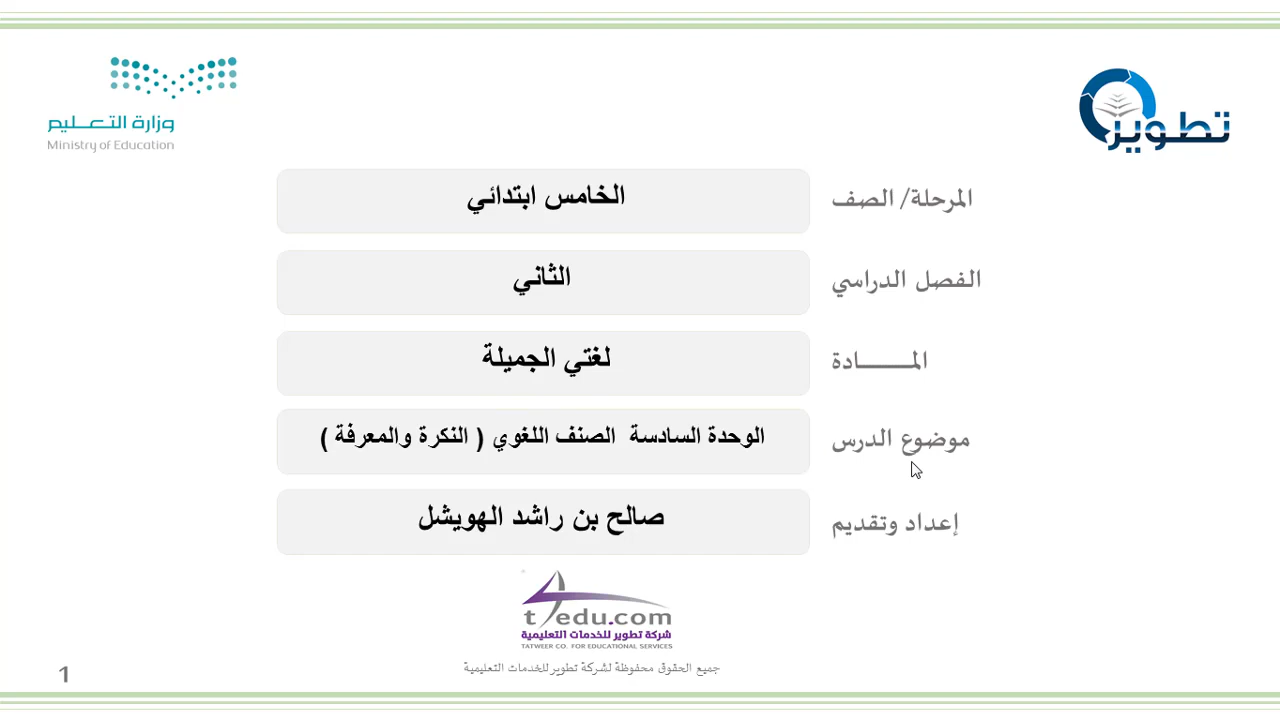 وزارة التعليم
Ministry of Education
تطوير
المرحلة/ الصف
الخامس ابتدائي
الفصل الدراسي
الثاني
المـــــــادة
لغتي الجميلة
موضوع الدرس
الوحدة السادسة الصنف اللغوي ( النكرة والمعرفة )
إعداد وتقديم
صالح بن راشد الهويشل
t4edu.com
شركة تطوير للخدمات التعليمية
TATWEER CO. FOR EDUCATIONAL SERVICES
جميع الحقوق محفوظة لشركة تطوير للخدمات التعليمية
1